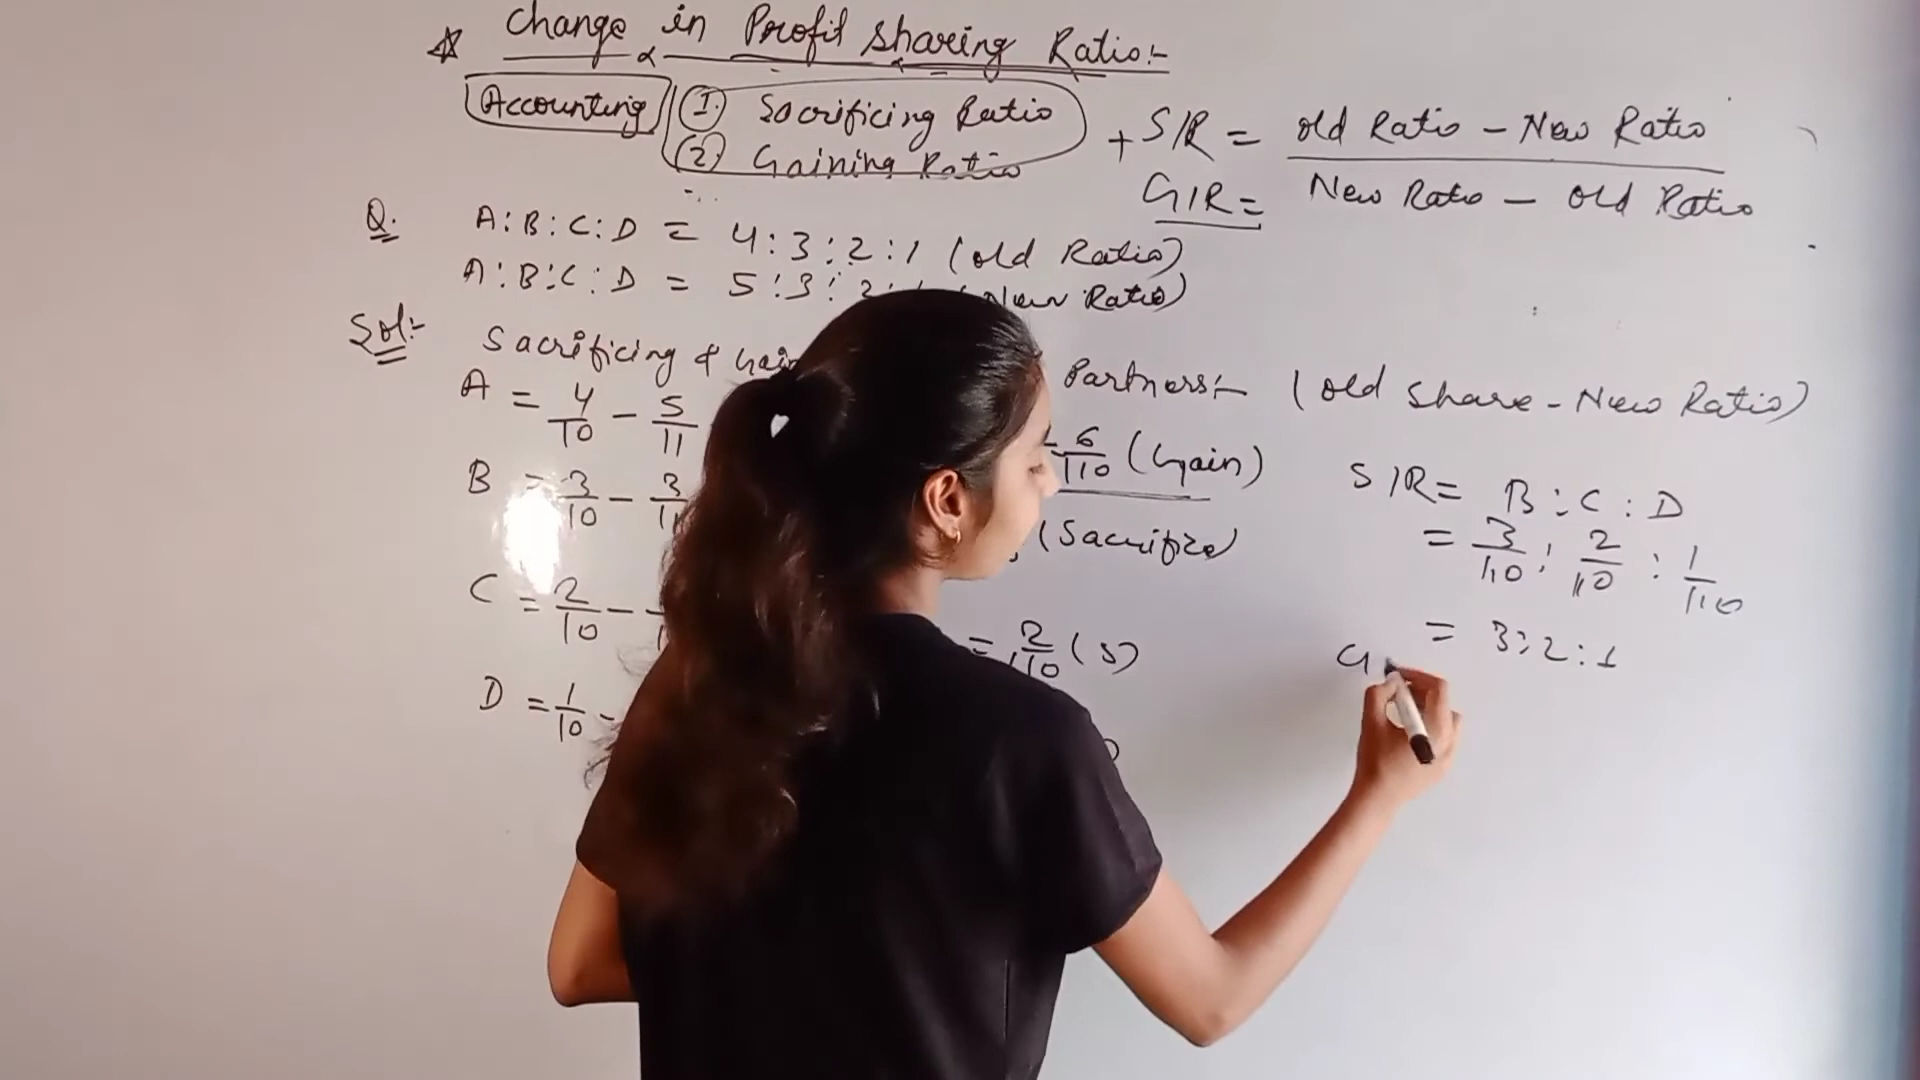 ☆ Change in Profit Sharing Ratio:-
Accounting (1) Sacrificing Ratio
(2) Gaining Ratio
+ S/R = old Ratio - New Ratio
G/R = New Ratio - old Ratio
Q. A:B:C:D = 4:3:2:1 (old Ratio)
A:B:C:D = 5:3:2:1 (New Ratio)
Sol:- Sacrificing & Gain Partners:- (old Share - New Ratio)
A = 4/10 - 5/11 = 6/110 (Gain)
B = 3/10 - 3/11 (Sacrifice)
C = 2/10 - = 2/110 (S)
D = 1/10 -
S/R = B:C:D
= 3/110 : 2/110 : 1/110
= 3:2:1
G